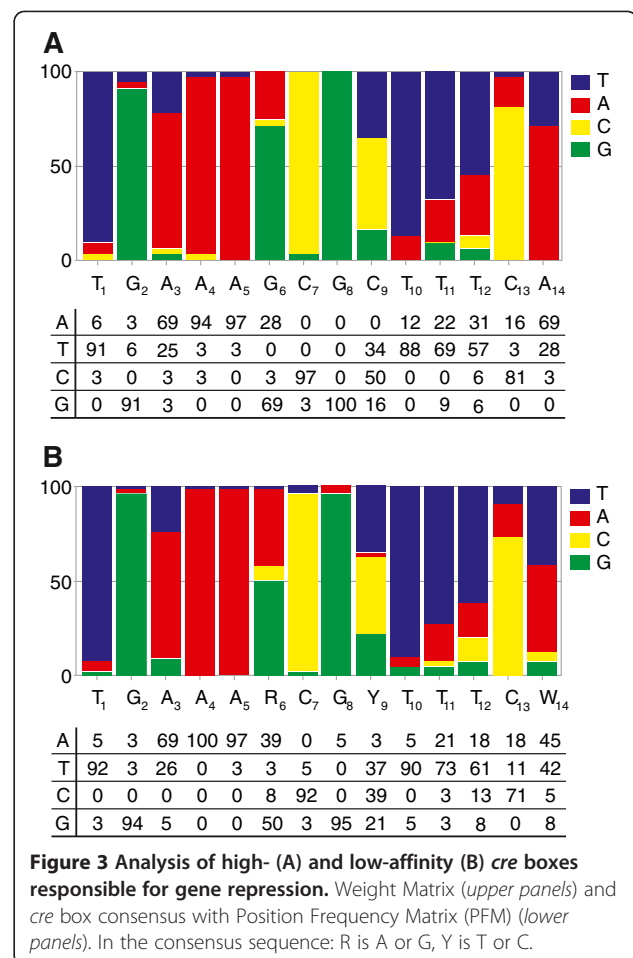 A
100
50
0
T
A
C
G
T1 G2 A3 A4 A5 G6 C7 G8 C9 T10 T11 T12 C13 A14
A 6 3 69 94 97 28 0 0 0 12 22 31 16 69
T 91 6 25 3 3 0 0 0 34 88 69 57 3 28
C 3 0 3 3 0 3 97 0 50 0 0 6 81 3
G 0 91 3 0 0 69 3 100 16 0 9 6 0 0
B
100
50
0
T
A
C
G
T1 G2 A3 A4 A5 R6 C7 G8 Y9 T10 T11 T12 C13 W14
A 5 3 69 100 97 39 0 5 3 5 21 18 18 45
T 92 3 26 0 3 3 5 0 37 90 73 61 11 42
C 0 0 0 0 0 8 92 0 39 0 3 13 71 5
G 3 94 5 0 0 50 3 95 21 5 3 8 0 8
Figure 3 Analysis of high- (A) and low-affinity (B) cre boxes
responsible for gene repression. Weight Matrix (upper panels) and
cre box consensus with Position Frequency Matrix (PFM) (lower
panels). In the consensus sequence: R is A or G, Y is T or C.